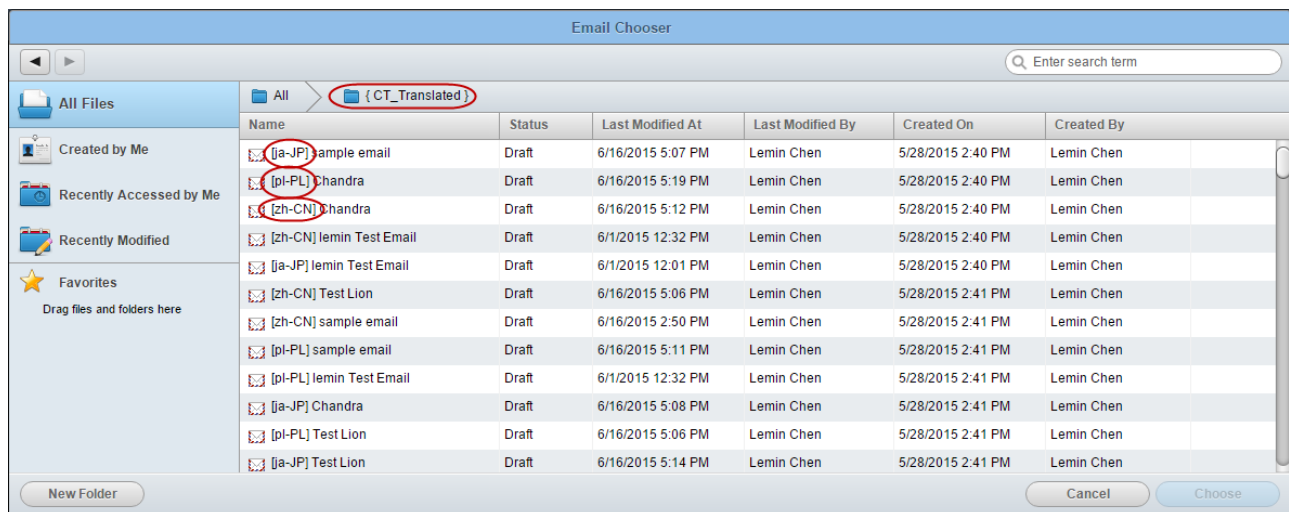 Email Chooser
Enter search term
All Files
Created by Me
Recently Accessed by Me
Recently Modified
Favorites
Drag files and folders here
All { CT_Translated }
Name Status Last Modified At Last Modified By Created On Created By
[ja-JP] sample email Draft 6/16/2015 5:07 PM Lemin Chen 5/28/2015 2:40 PM Lemin Chen
[pl-PL] Chandra Draft 6/16/2015 5:19 PM Lemin Chen 5/28/2015 2:40 PM Lemin Chen
[zh-CN] Chandra Draft 6/16/2015 5:12 PM Lemin Chen 5/28/2015 2:40 PM Lemin Chen
[zh-CN] lemin Test Email Draft 6/1/2015 12:32 PM Lemin Chen 5/28/2015 2:40 PM Lemin Chen
[ja-JP] lemin Test Email Draft 6/1/2015 12:01 PM Lemin Chen 5/28/2015 2:40 PM Lemin Chen
[zh-CN] Test Lion Draft 6/16/2015 5:06 PM Lemin Chen 5/28/2015 2:41 PM Lemin Chen
[zh-CN] sample email Draft 6/16/2015 2:50 PM Lemin Chen 5/28/2015 2:41 PM Lemin Chen
[pl-PL] sample email Draft 6/16/2015 5:11 PM Lemin Chen 5/28/2015 2:41 PM Lemin Chen
[pl-PL] lemin Test Email Draft 6/1/2015 12:32 PM Lemin Chen 5/28/2015 2:41 PM Lemin Chen
[ja-JP] Chandra Draft 6/16/2015 5:08 PM Lemin Chen 5/28/2015 2:41 PM Lemin Chen
[pl-PL] Test Lion Draft 6/16/2015 5:06 PM Lemin Chen 5/28/2015 2:41 PM Lemin Chen
[ja-JP] Test Lion Draft 6/16/2015 5:14 PM Lemin Chen 5/28/2015 2:41 PM Lemin Chen
New Folder Cancel Choose